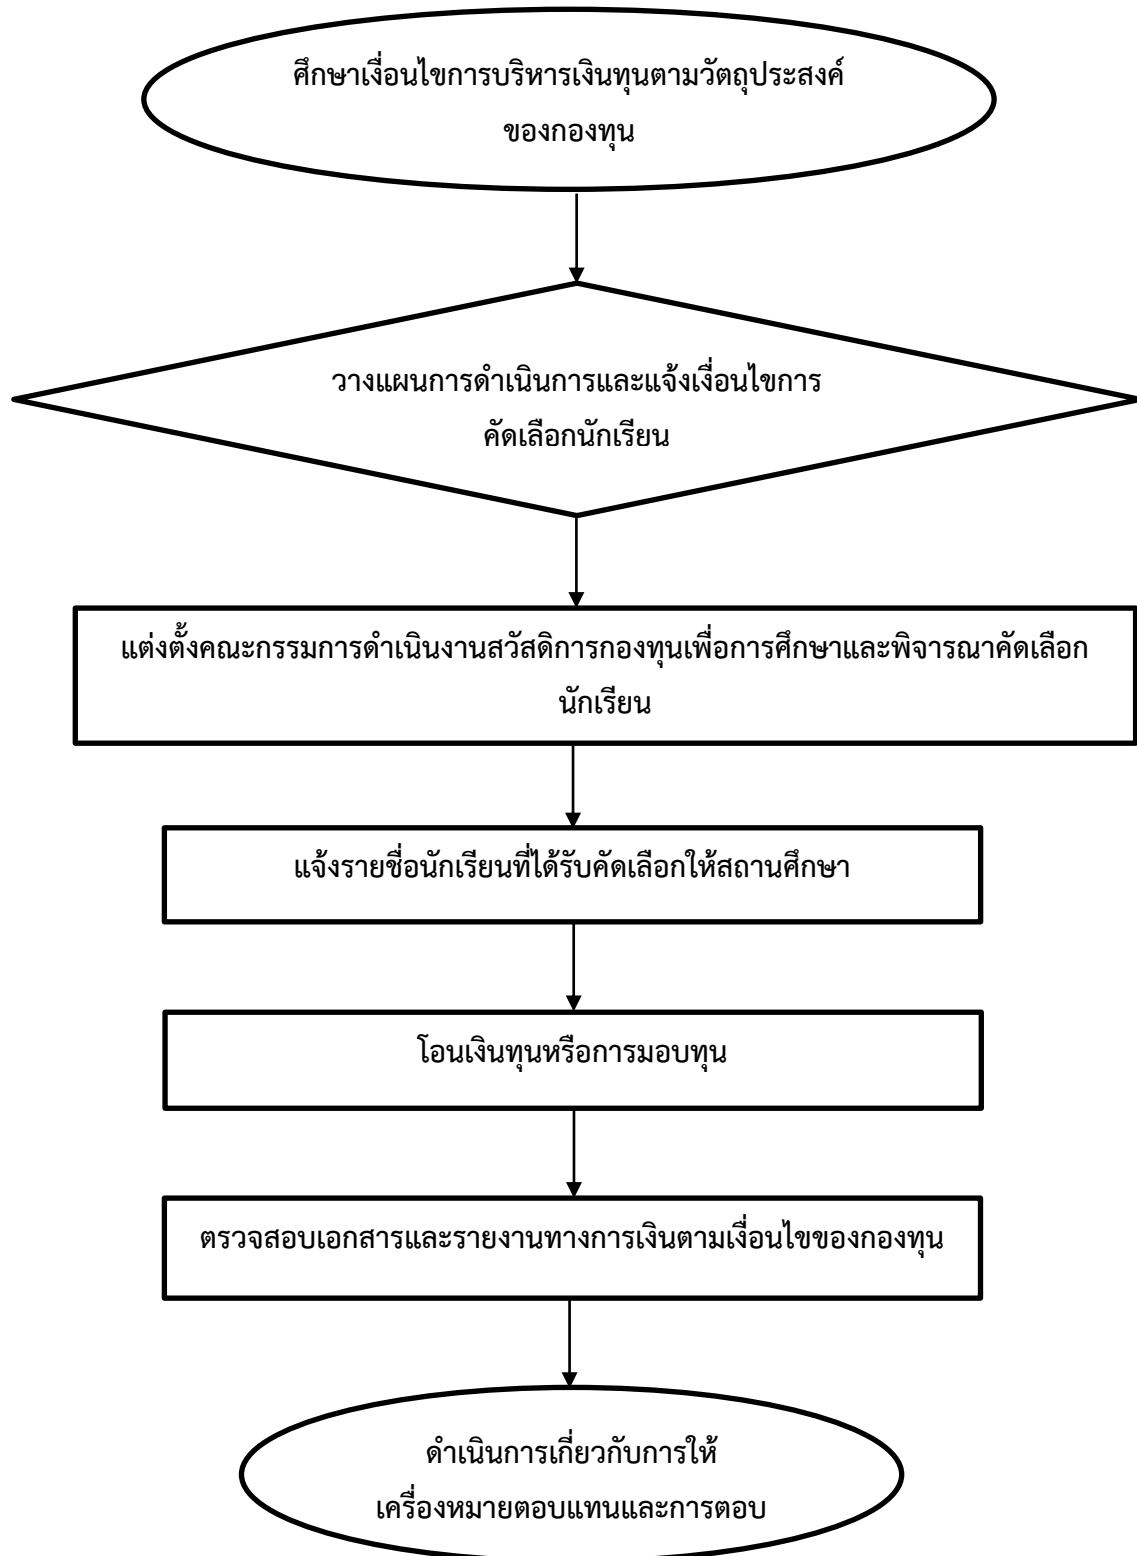 ศึกษาเงื่อนไขการบริหารเงินทุนตามวัตถุประสงค์
ของกองทุน
วางแผนการดำเนินการและแจ้งเงื่อนไขการ
คัดเลือกนักเรียน
แต่งตั้งคณะกรรมการดำเนินงานสวัสดิการกองทุนเพื่อการศึกษาและพิจารณาคัดเลือก
นักเรียน
แจ้งรายชื่อนักเรียนที่ได้รับคัดเลือกให้สถานศึกษา
โอนเงินทุนหรือการมอบทุน
ตรวจสอบเอกสารและรายงานทางการเงินตามเงื่อนไขของกองทุน
ดำเนินการเกี่ยวกับการให้
เครื่องหมายตอบแทนและการตอบ